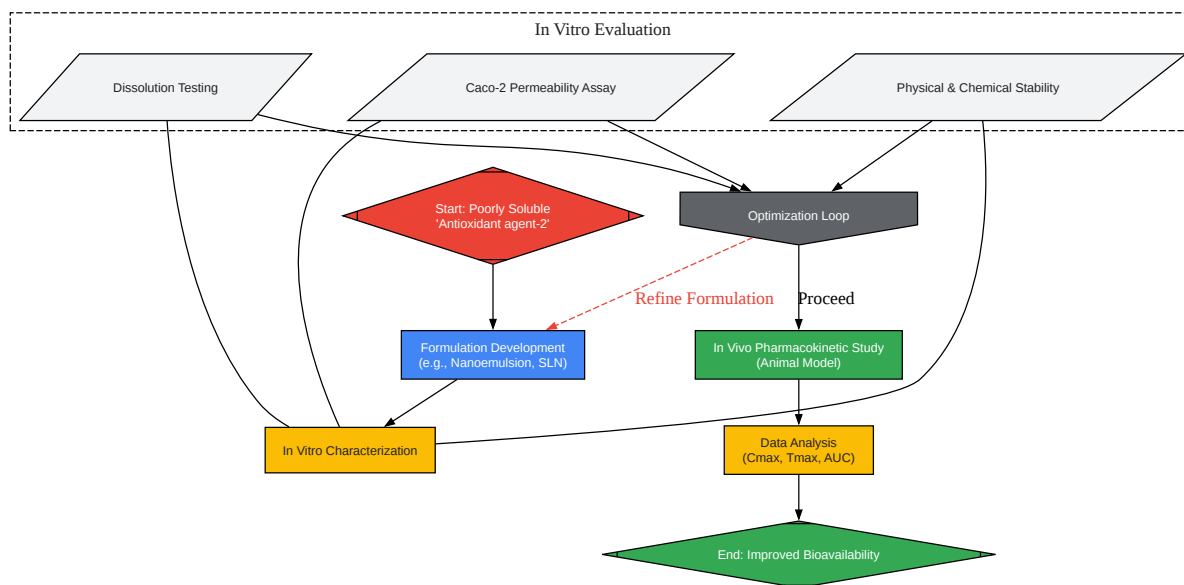 In Vitro Evaluation
Dissolution Testing
Caco-2 Permeability Assay
Physical & Chemical Stability
Start: Poorly Soluble
'Antioxidant agent-2'
Optimization Loop
Refine Formulation
Proceed
Formulation Development
(e.g., Nanoemulsion, SLN)
In Vivo Pharmacokinetic Study
(Animal Model)
In Vitro Characterization
Data Analysis
(Cmax, Tmax, AUC)
End: Improved Bioavailability